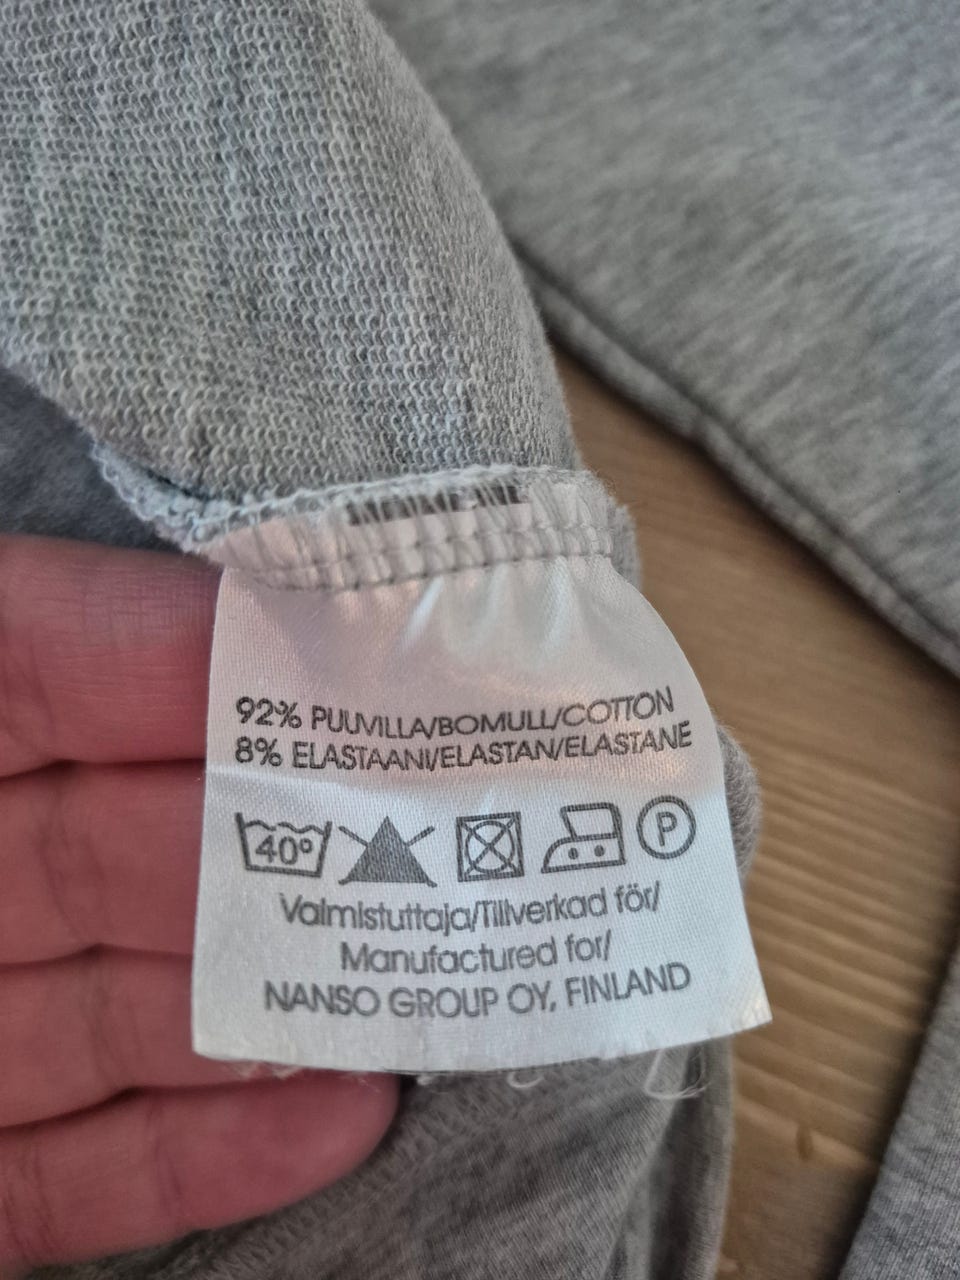 92% PUUVILLA/BOMULL/COTTON
8% ELASTAANI/ELASTAN/ELASTANE
40° P
Valmistuttaja/Tillverkad för/
Manufactured for/
NANSO GROUP OY, FINLAND